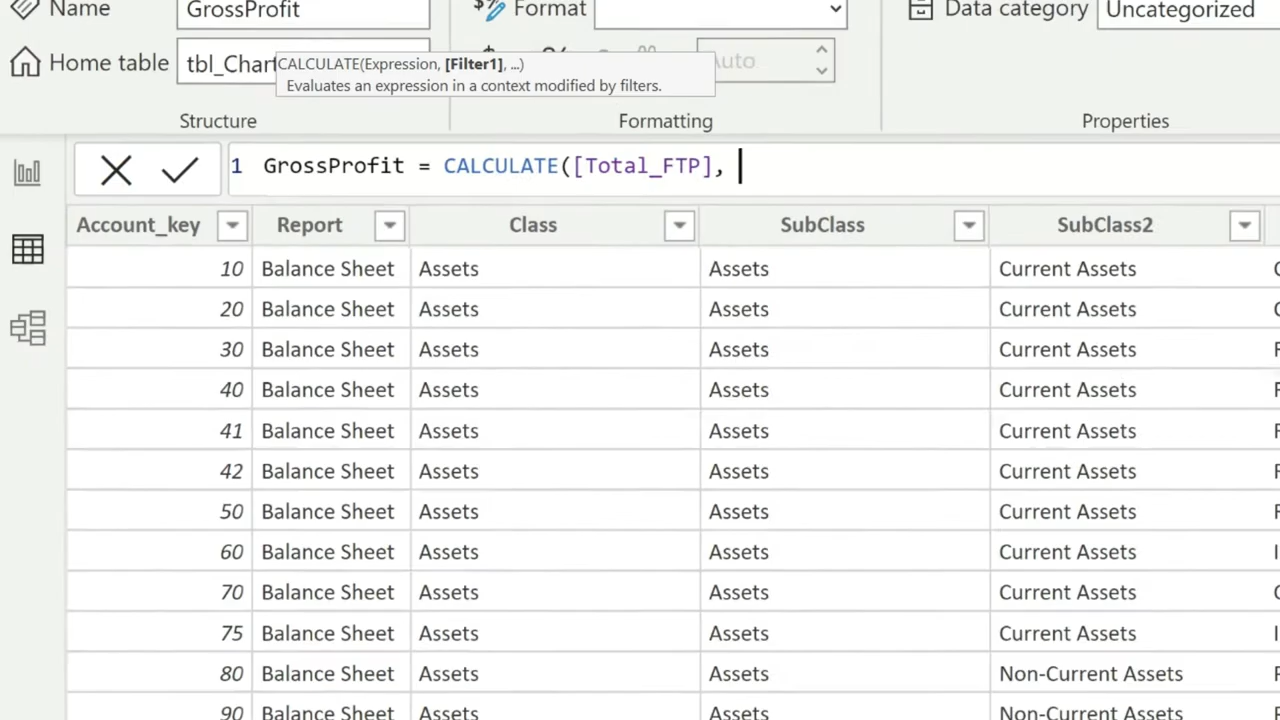 Name GrossProfit Format Data category Uncategorized
Home table tbl_Chart Auto
CALCULATE(Expression, [Filter1], ...)
Evaluates an expression in a context modified by filters.
Structure Formatting Properties
1 GrossProfit = CALCULATE([Total_FTP],
Account_key Report Class SubClass SubClass2
10 Balance Sheet Assets Assets Current Assets
20 Balance Sheet Assets Assets Current Assets
30 Balance Sheet Assets Assets Current Assets
40 Balance Sheet Assets Assets Current Assets
41 Balance Sheet Assets Assets Current Assets
42 Balance Sheet Assets Assets Current Assets
50 Balance Sheet Assets Assets Current Assets
60 Balance Sheet Assets Assets Current Assets
70 Balance Sheet Assets Assets Current Assets
75 Balance Sheet Assets Assets Current Assets
80 Balance Sheet Assets Assets Non-Current Assets
90 Balance Sheet Assets Assets Non-Current Assets